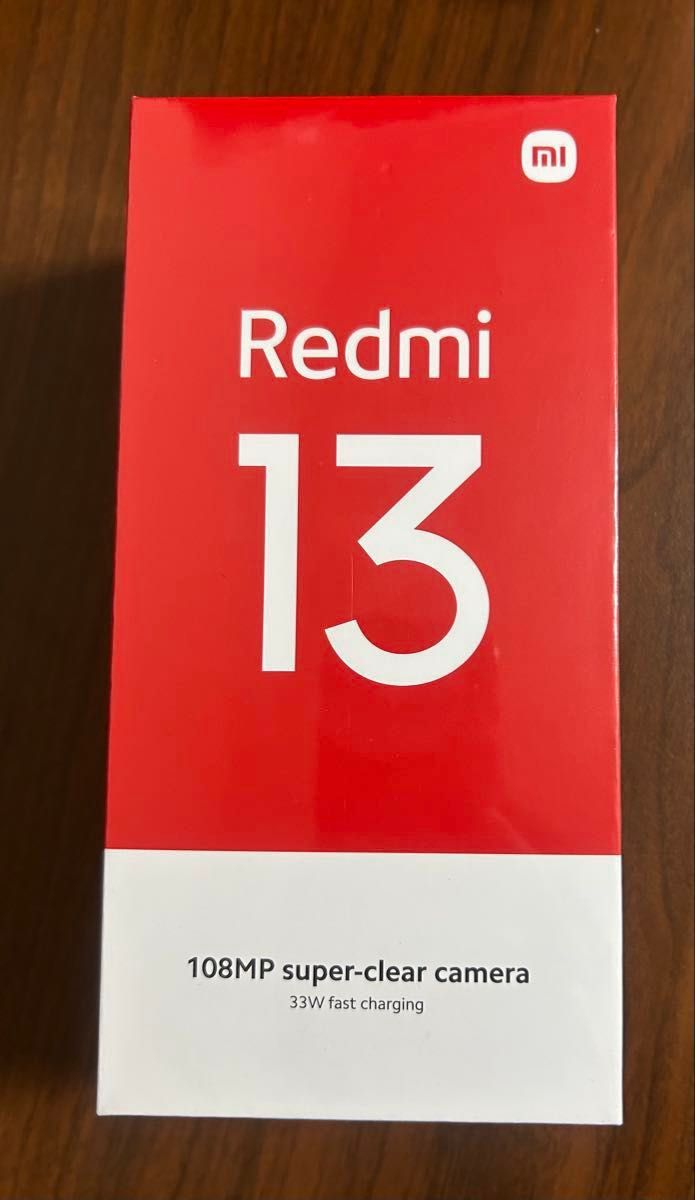 mi
Redmi
13
108MP super-clear camera
33W fast charging